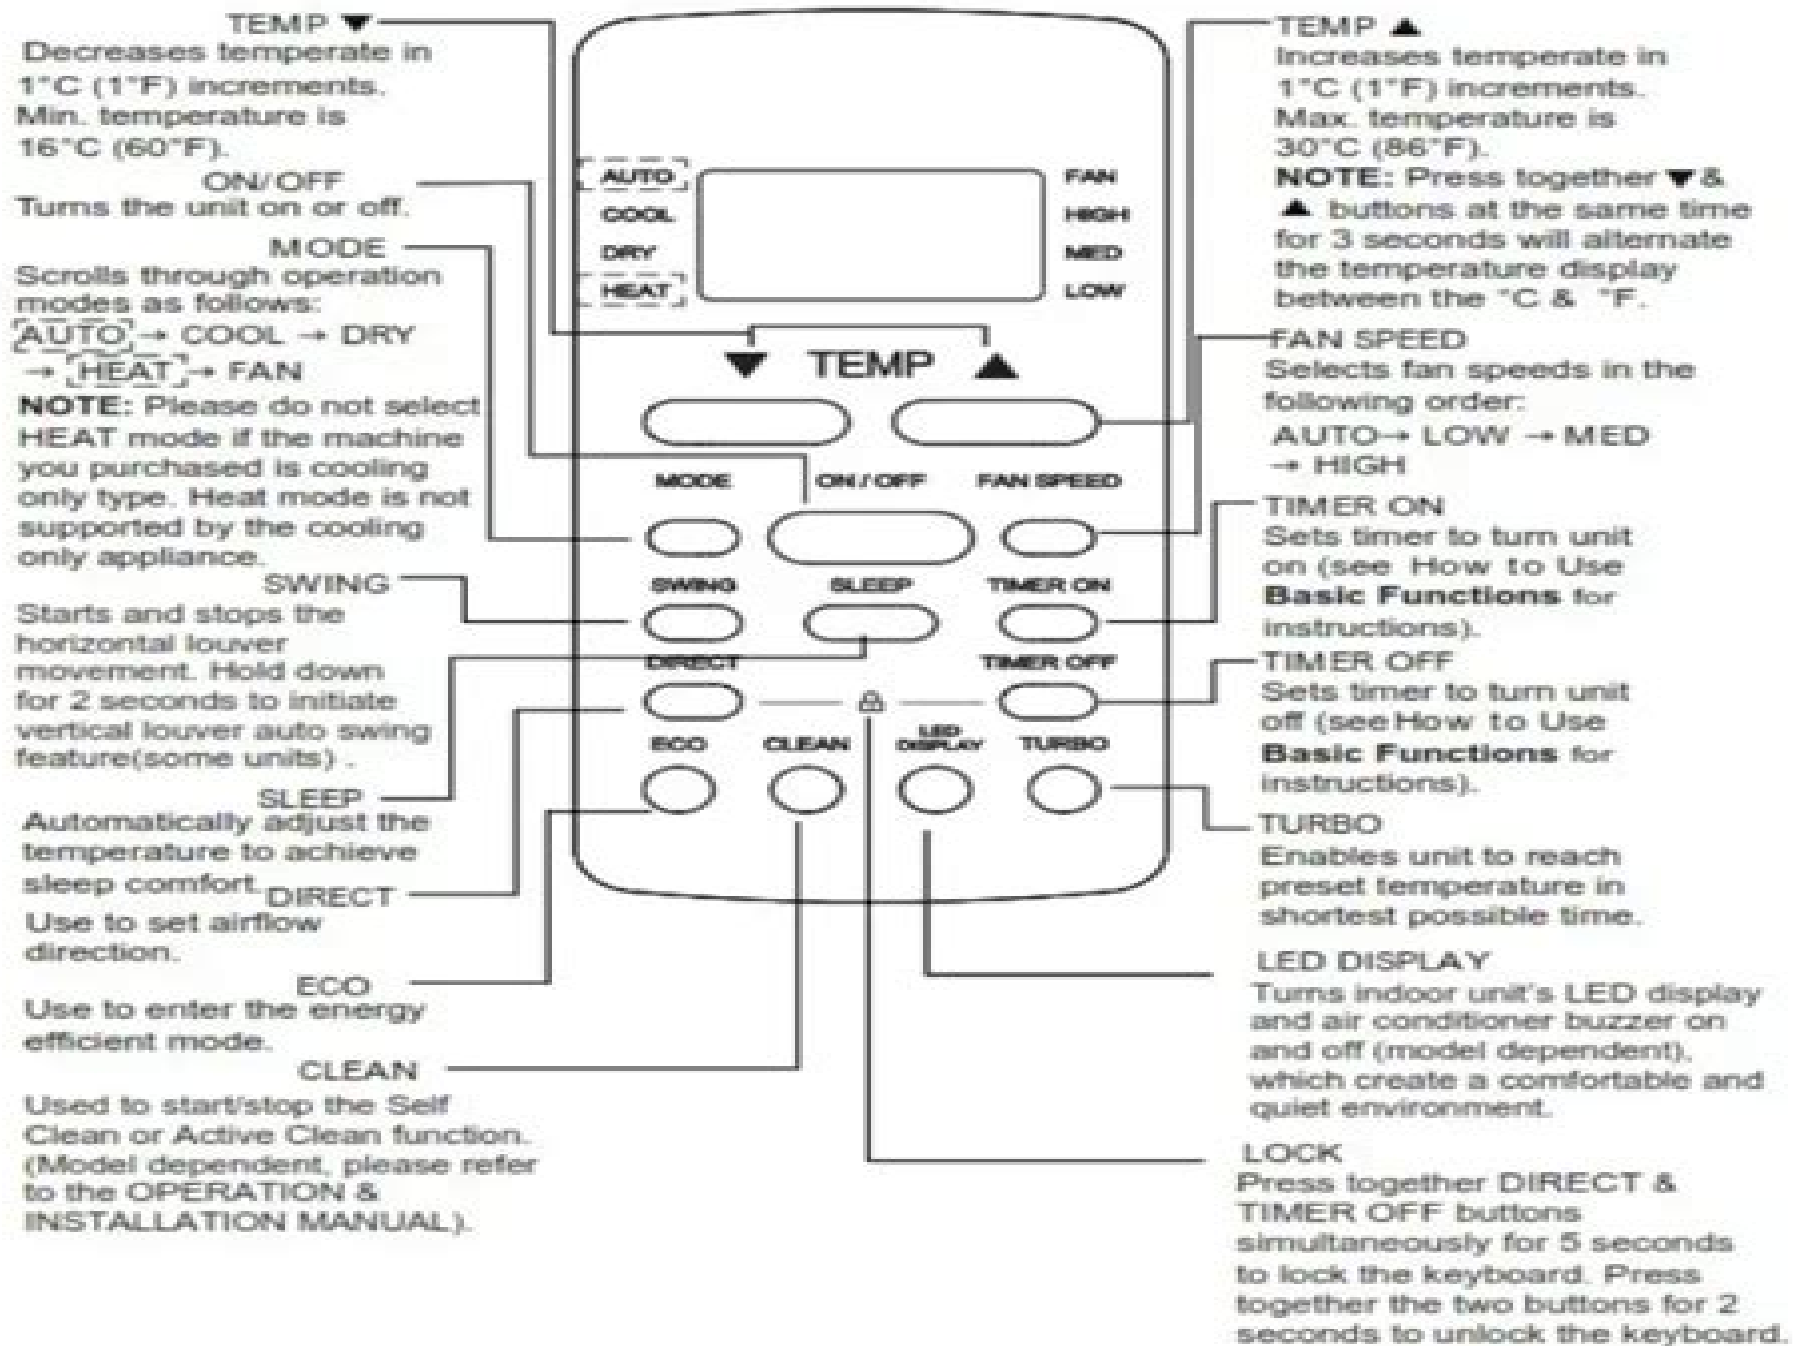 TEMP ▼
Decreases temperate in
1°C (1°F) increments.
Min. temperature is
16°C (60°F).
ON/OFF
Turns the unit on or off.
MODE
Scrolls through operation
modes as follows:
AUTO → COOL → DRY
→ HEAT → FAN
NOTE: Please do not select
HEAT mode if the machine
you purchased is cooling
only type. Heat mode is not
supported by the cooling
only appliance.
SWING
Starts and stops the
horizontal louver
movement. Hold down
for 2 seconds to initiate
vertical louver auto swing
feature(some units) .
SLEEP
Automatically adjust the
temperature to achieve
sleep comfort.
DIRECT
Use to set airflow
direction.
ECO
Use to enter the energy
efficient mode.
CLEAN
Used to start/stop the Self
Clean or Active Clean function.
(Model dependent, please refer
to the OPERATION &
INSTALLATION MANUAL).
AUTO
COOL
DRY
HEAT
FAN
HIGH
MED
LOW
▼ TEMP ▲
MODE ON/OFF FAN SPEED
SWING SLEEP TIMER ON
DIRECT TIMER OFF
ECO CLEAN LED DISPLAY TURBO
TEMP ▲
Increases temperate in
1°C (1°F) increments.
Max. temperature is
30°C (86°F).
NOTE: Press together ▼ &
▲ buttons at the same time
for 3 seconds will alternate
the temperature display
between the °C & °F.
FAN SPEED
Selects fan speeds in the
following order:
AUTO → LOW → MED
→ HIGH
TIMER ON
Sets timer to turn unit
on (see How to Use
Basic Functions for
instructions).
TIMER OFF
Sets timer to turn unit
off (see How to Use
Basic Functions for
instructions).
TURBO
Enables unit to reach
preset temperature in
shortest possible time.
LED DISPLAY
Turns indoor unit's LED display
and air conditioner buzzer on
and off (model dependent),
which create a comfortable and
quiet environment.
LOCK
Press together DIRECT &
TIMER OFF buttons
simultaneously for 5 seconds
to lock the keyboard. Press
together the two buttons for 2
seconds to unlock the keyboard.